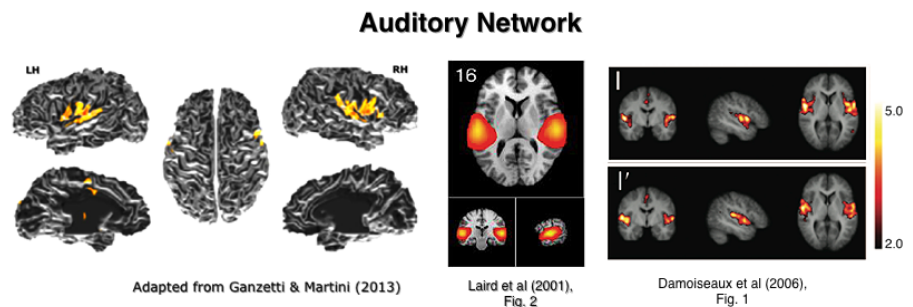 Auditory Network
LH
RH
16
I
I′
5.0
2.0
Adapted from Ganzetti & Martini (2013)
Laird et al (2001),
Fig. 2
Damoiseaux et al (2006),
Fig. 1